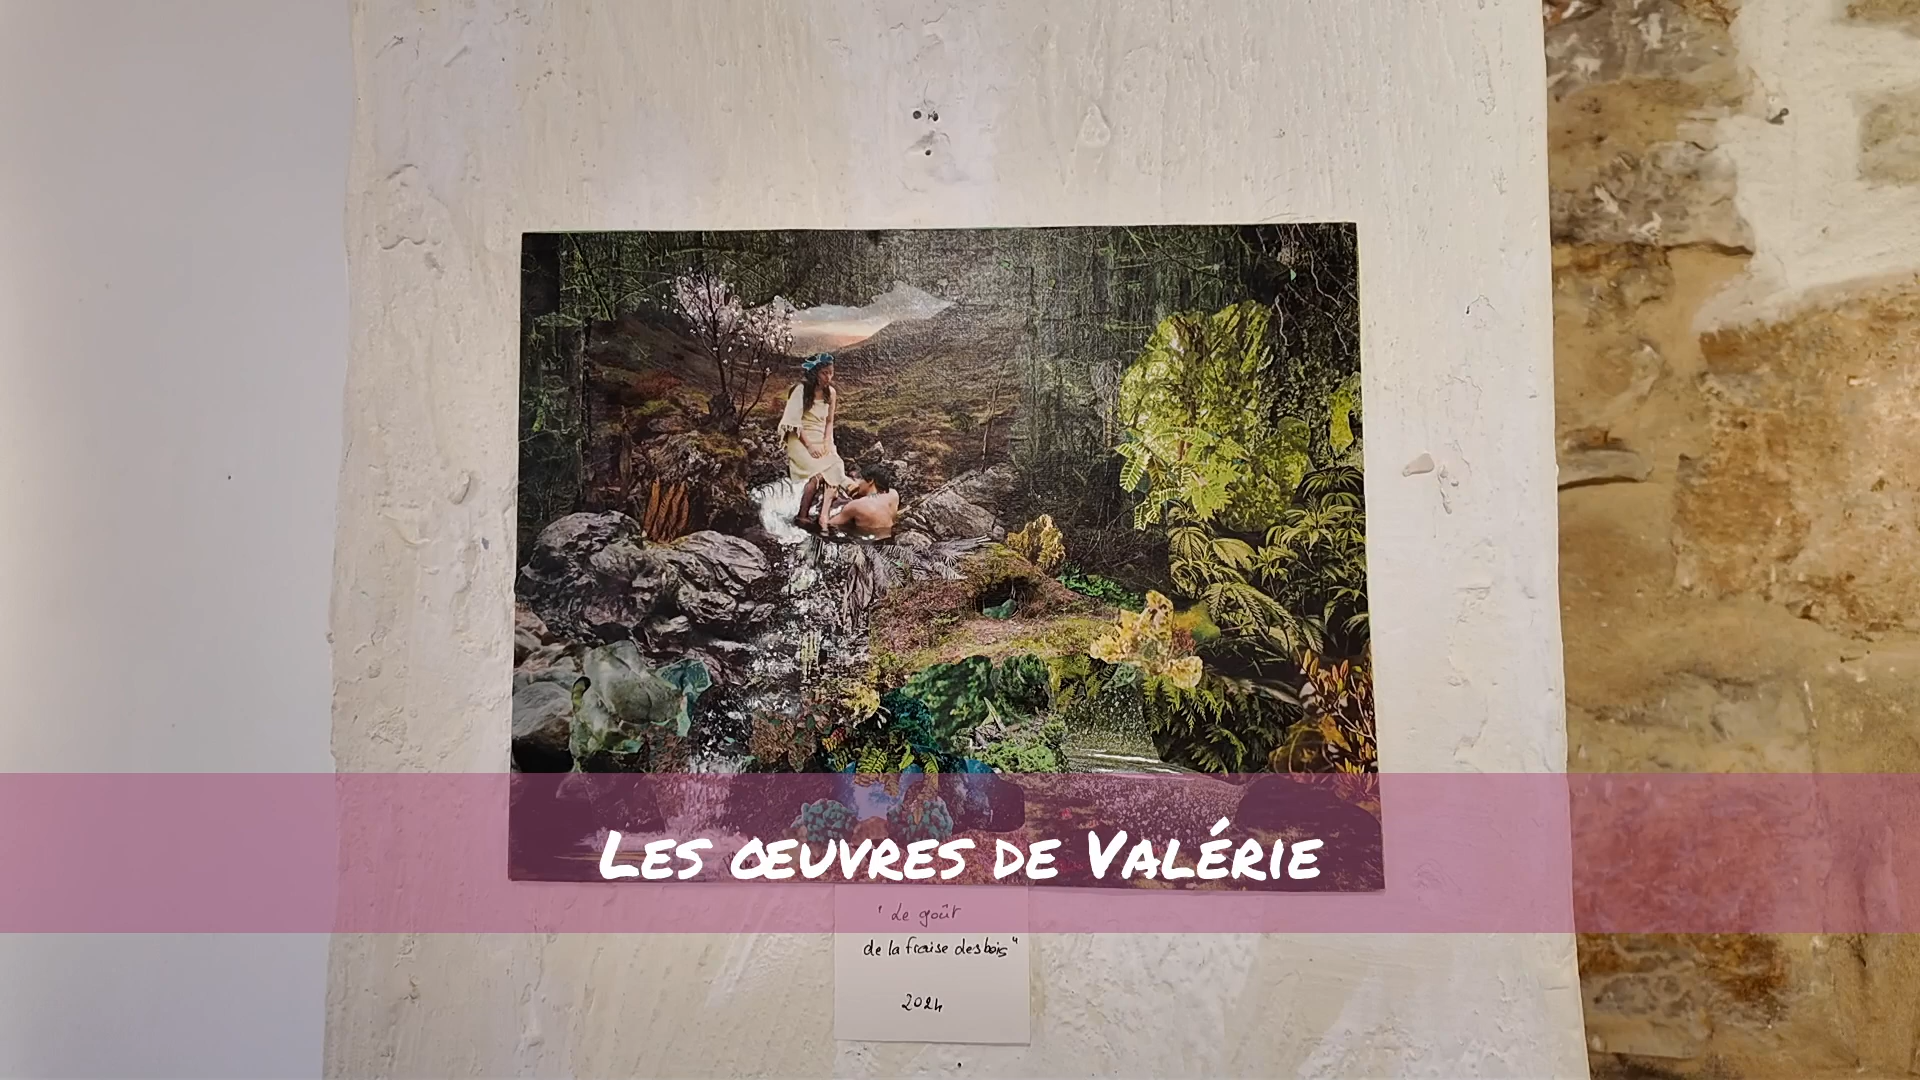 Les œuvres de Valérie
"Le goût
de la fraise des bois"
2024